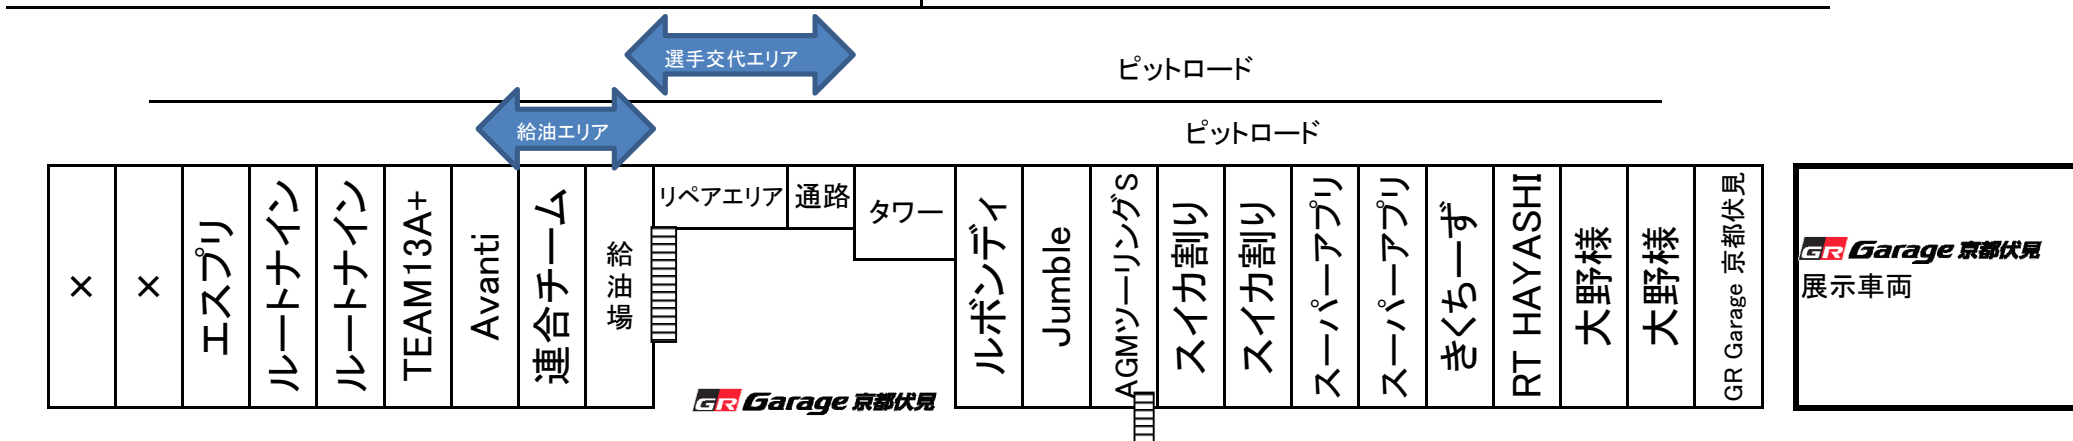 選手交代エリア
ピットロード
給油エリア
ピットロード
×
×
エスプリ
ルートナイン
ルートナイン
TEAM13A+
Avanti
連合チーム
給油場
リペアエリア
通路
タワー
ルボンディ
Jumble
AGMツーリングS
スイカ割り
スイカ割り
スーパーアプリ
スーパーアプリ
きくちーず
RT HAYASHI
大野様
大野様
GR Garage 京都伏見
GR Garage 京都伏見
展示車両
GR Garage 京都伏見